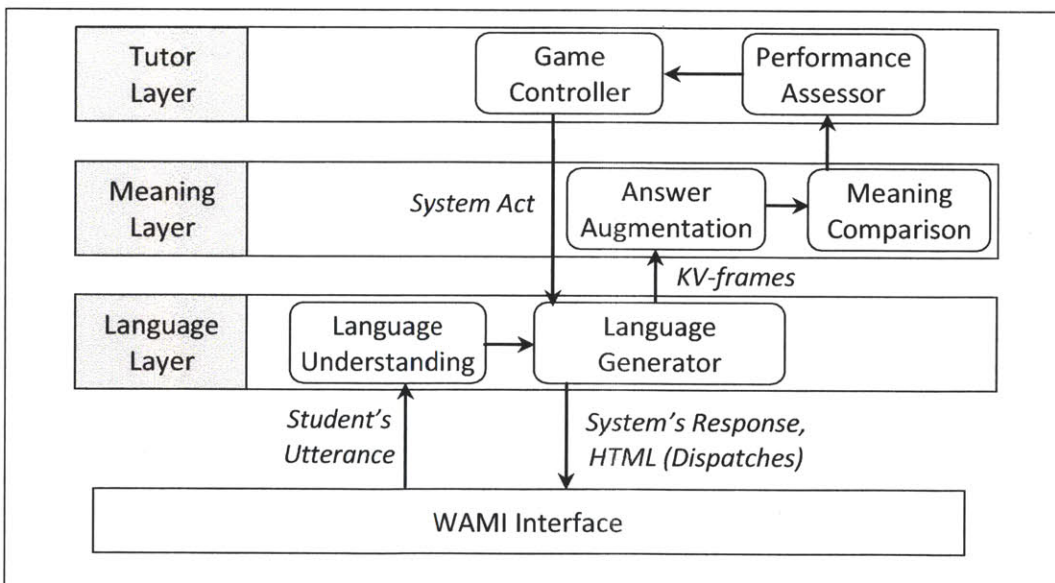 Tutor
Layer
Game
Controller
Performance
Assessor
Meaning
Layer
System Act
Answer
Augmentation
Meaning
Comparison
KV-frames
Language
Layer
Language
Understanding
Language
Generator
Student’s
Utterance
System’s Response,
HTML (Dispatches)
WAMI Interface